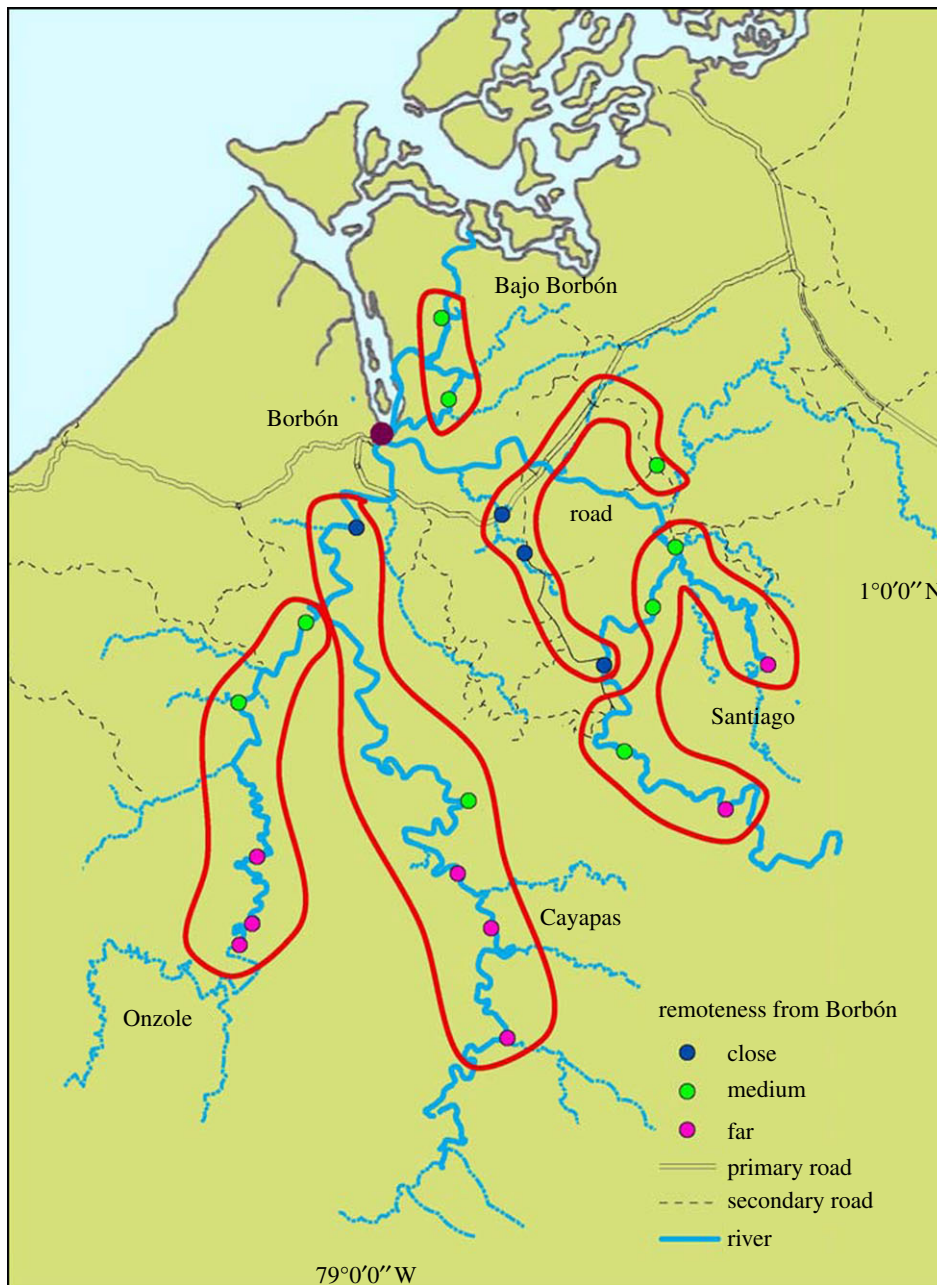 Bajo Borbón
Borbón
road
1°0′0″ N
Santiago
Cayapas
Onzole
remoteness from Borbón
close
medium
far
primary road
secondary road
river
79°0′0″ W